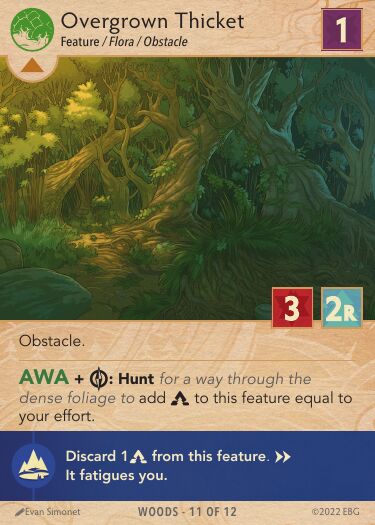 Overgrown Thicket
1
Feature / Flora / Obstacle
3
2R
Obstacle.
AWA + : Hunt for a way through the
dense foliage to add to this feature equal to
your effort.
Discard 1 from this feature.
It fatigues you.
Evan Simonet
WOODS - 11 OF 12
©2022 EBG